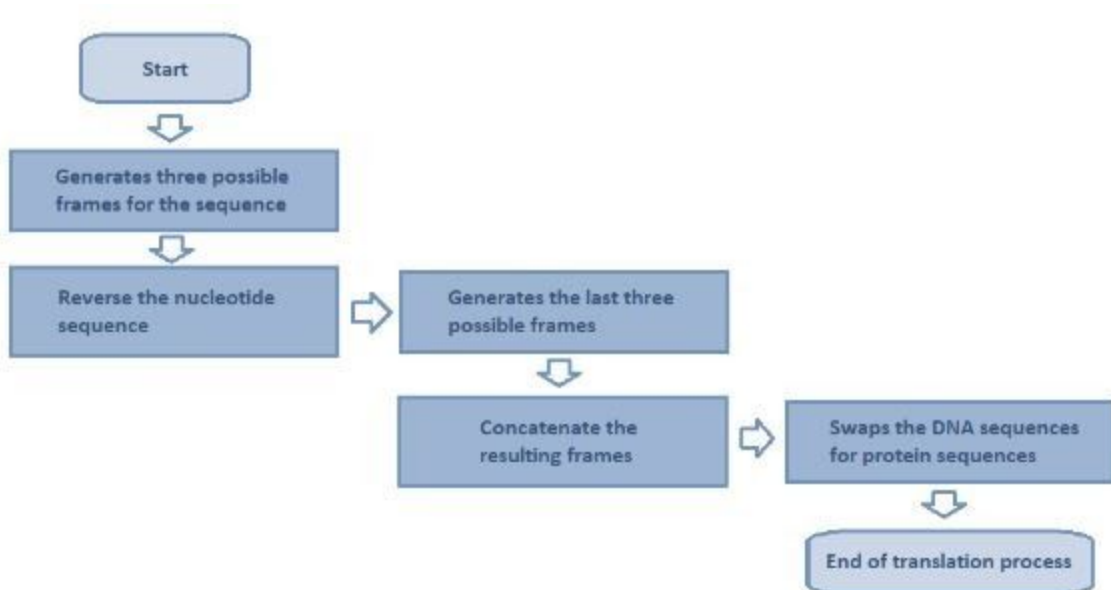 Start
Generates three possible
frames for the sequence
Reverse the nucleotide
sequence
Generates the last three
possible frames
Concatenate the
resulting frames
Swaps the DNA sequences
for protein sequences
End of translation process